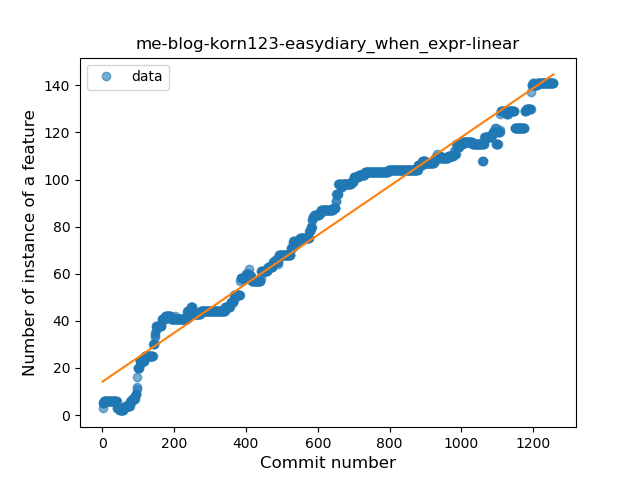 me-blog-korn123-easydiary_when_expr-linear
data
Number of instance of a feature
140
120
100
80
60
40
20
0
0 200 400 600 800 1000 1200
Commit number